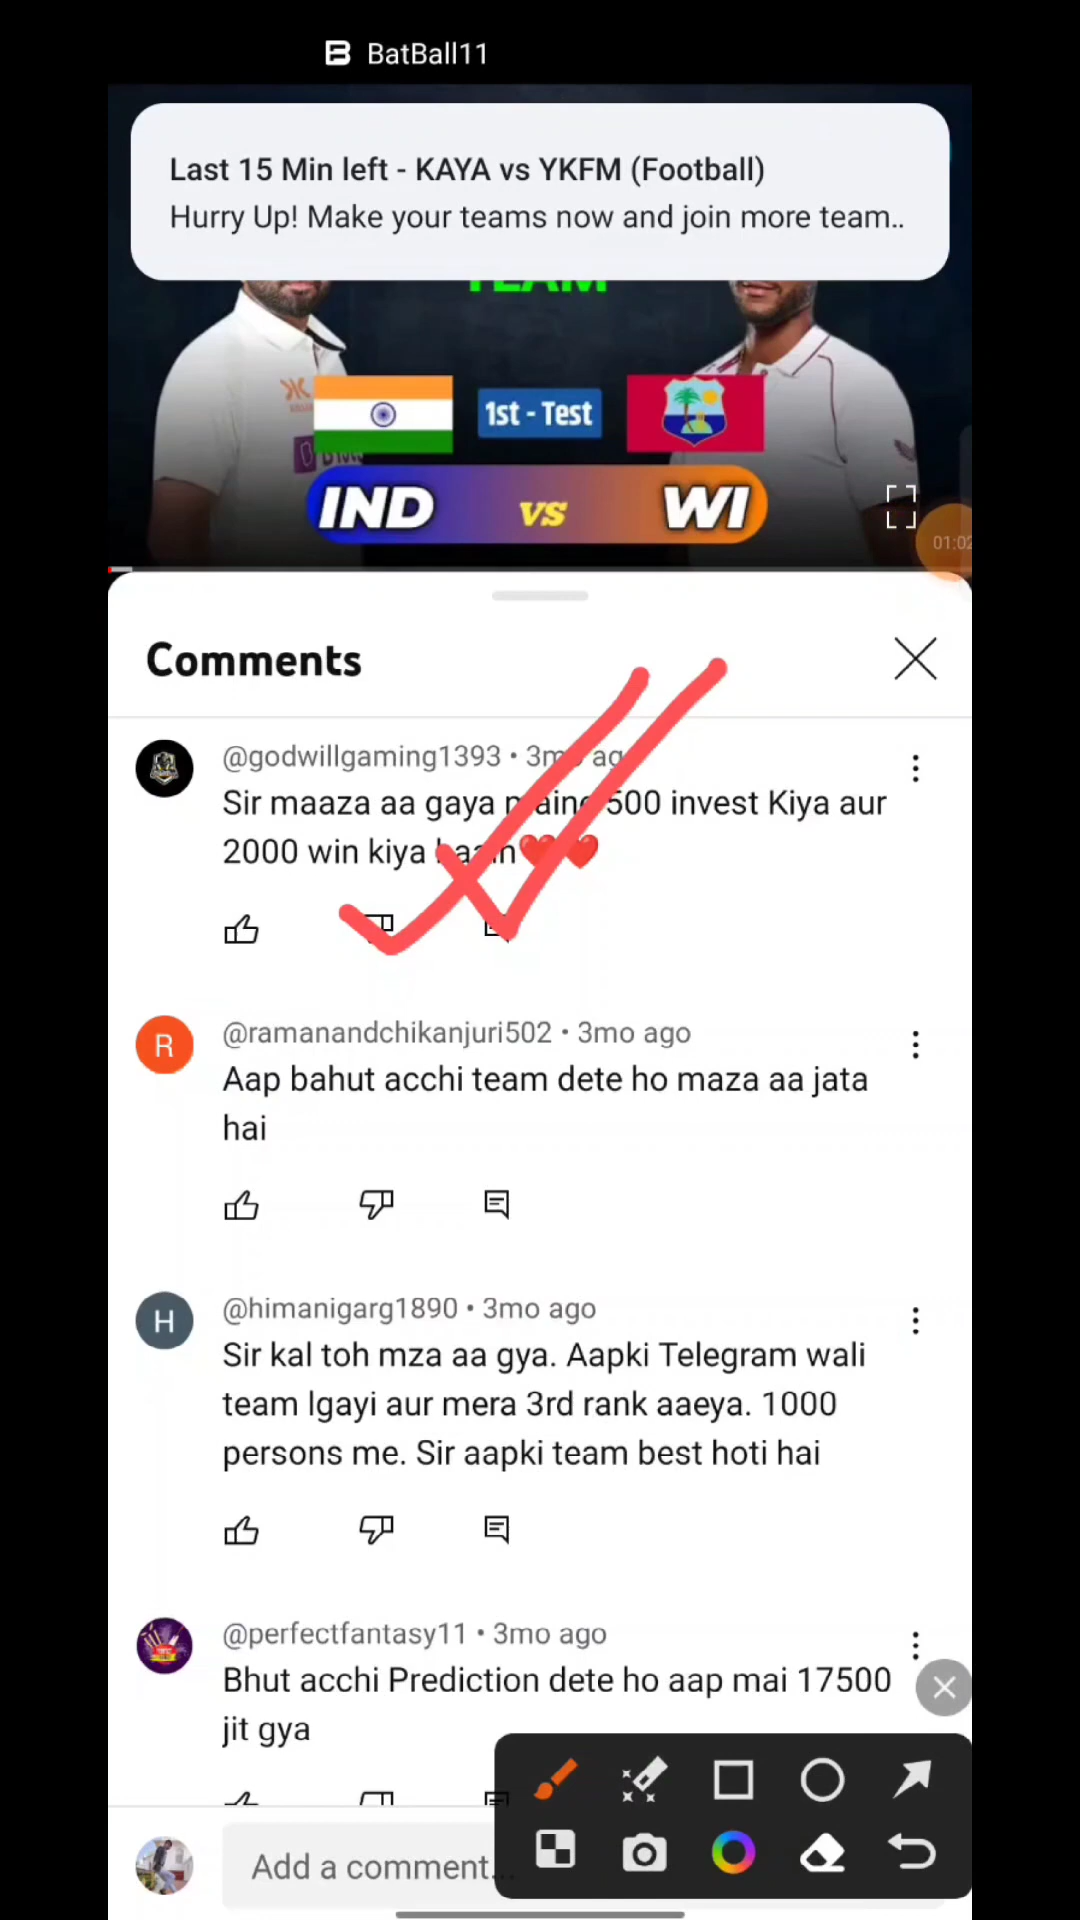 BatBall11
Last 15 Min left - KAYA vs YKFM (Football)
Hurry Up! Make your teams now and join more team..
TEAM
1st - Test
IND vs WI
01:02
Comments
@godwillgaming1393 • 3mo ago
Sir maaza aa gaya maine 500 invest Kiya aur
2000 win kiya haain❤️❤️
@ramanandchikanjuri502 • 3mo ago
Aap bahut acchi team dete ho maza aa jata
hai
@himanigarg1890 • 3mo ago
Sir kal toh mza aa gya. Aapki Telegram wali
team lgayi aur mera 3rd rank aaeya. 1000
persons me. Sir aapki team best hoti hai
@perfectfantasy11 • 3mo ago
Bhut acchi Prediction dete ho aap mai 17500
jit gya
R
H
Add a comment...